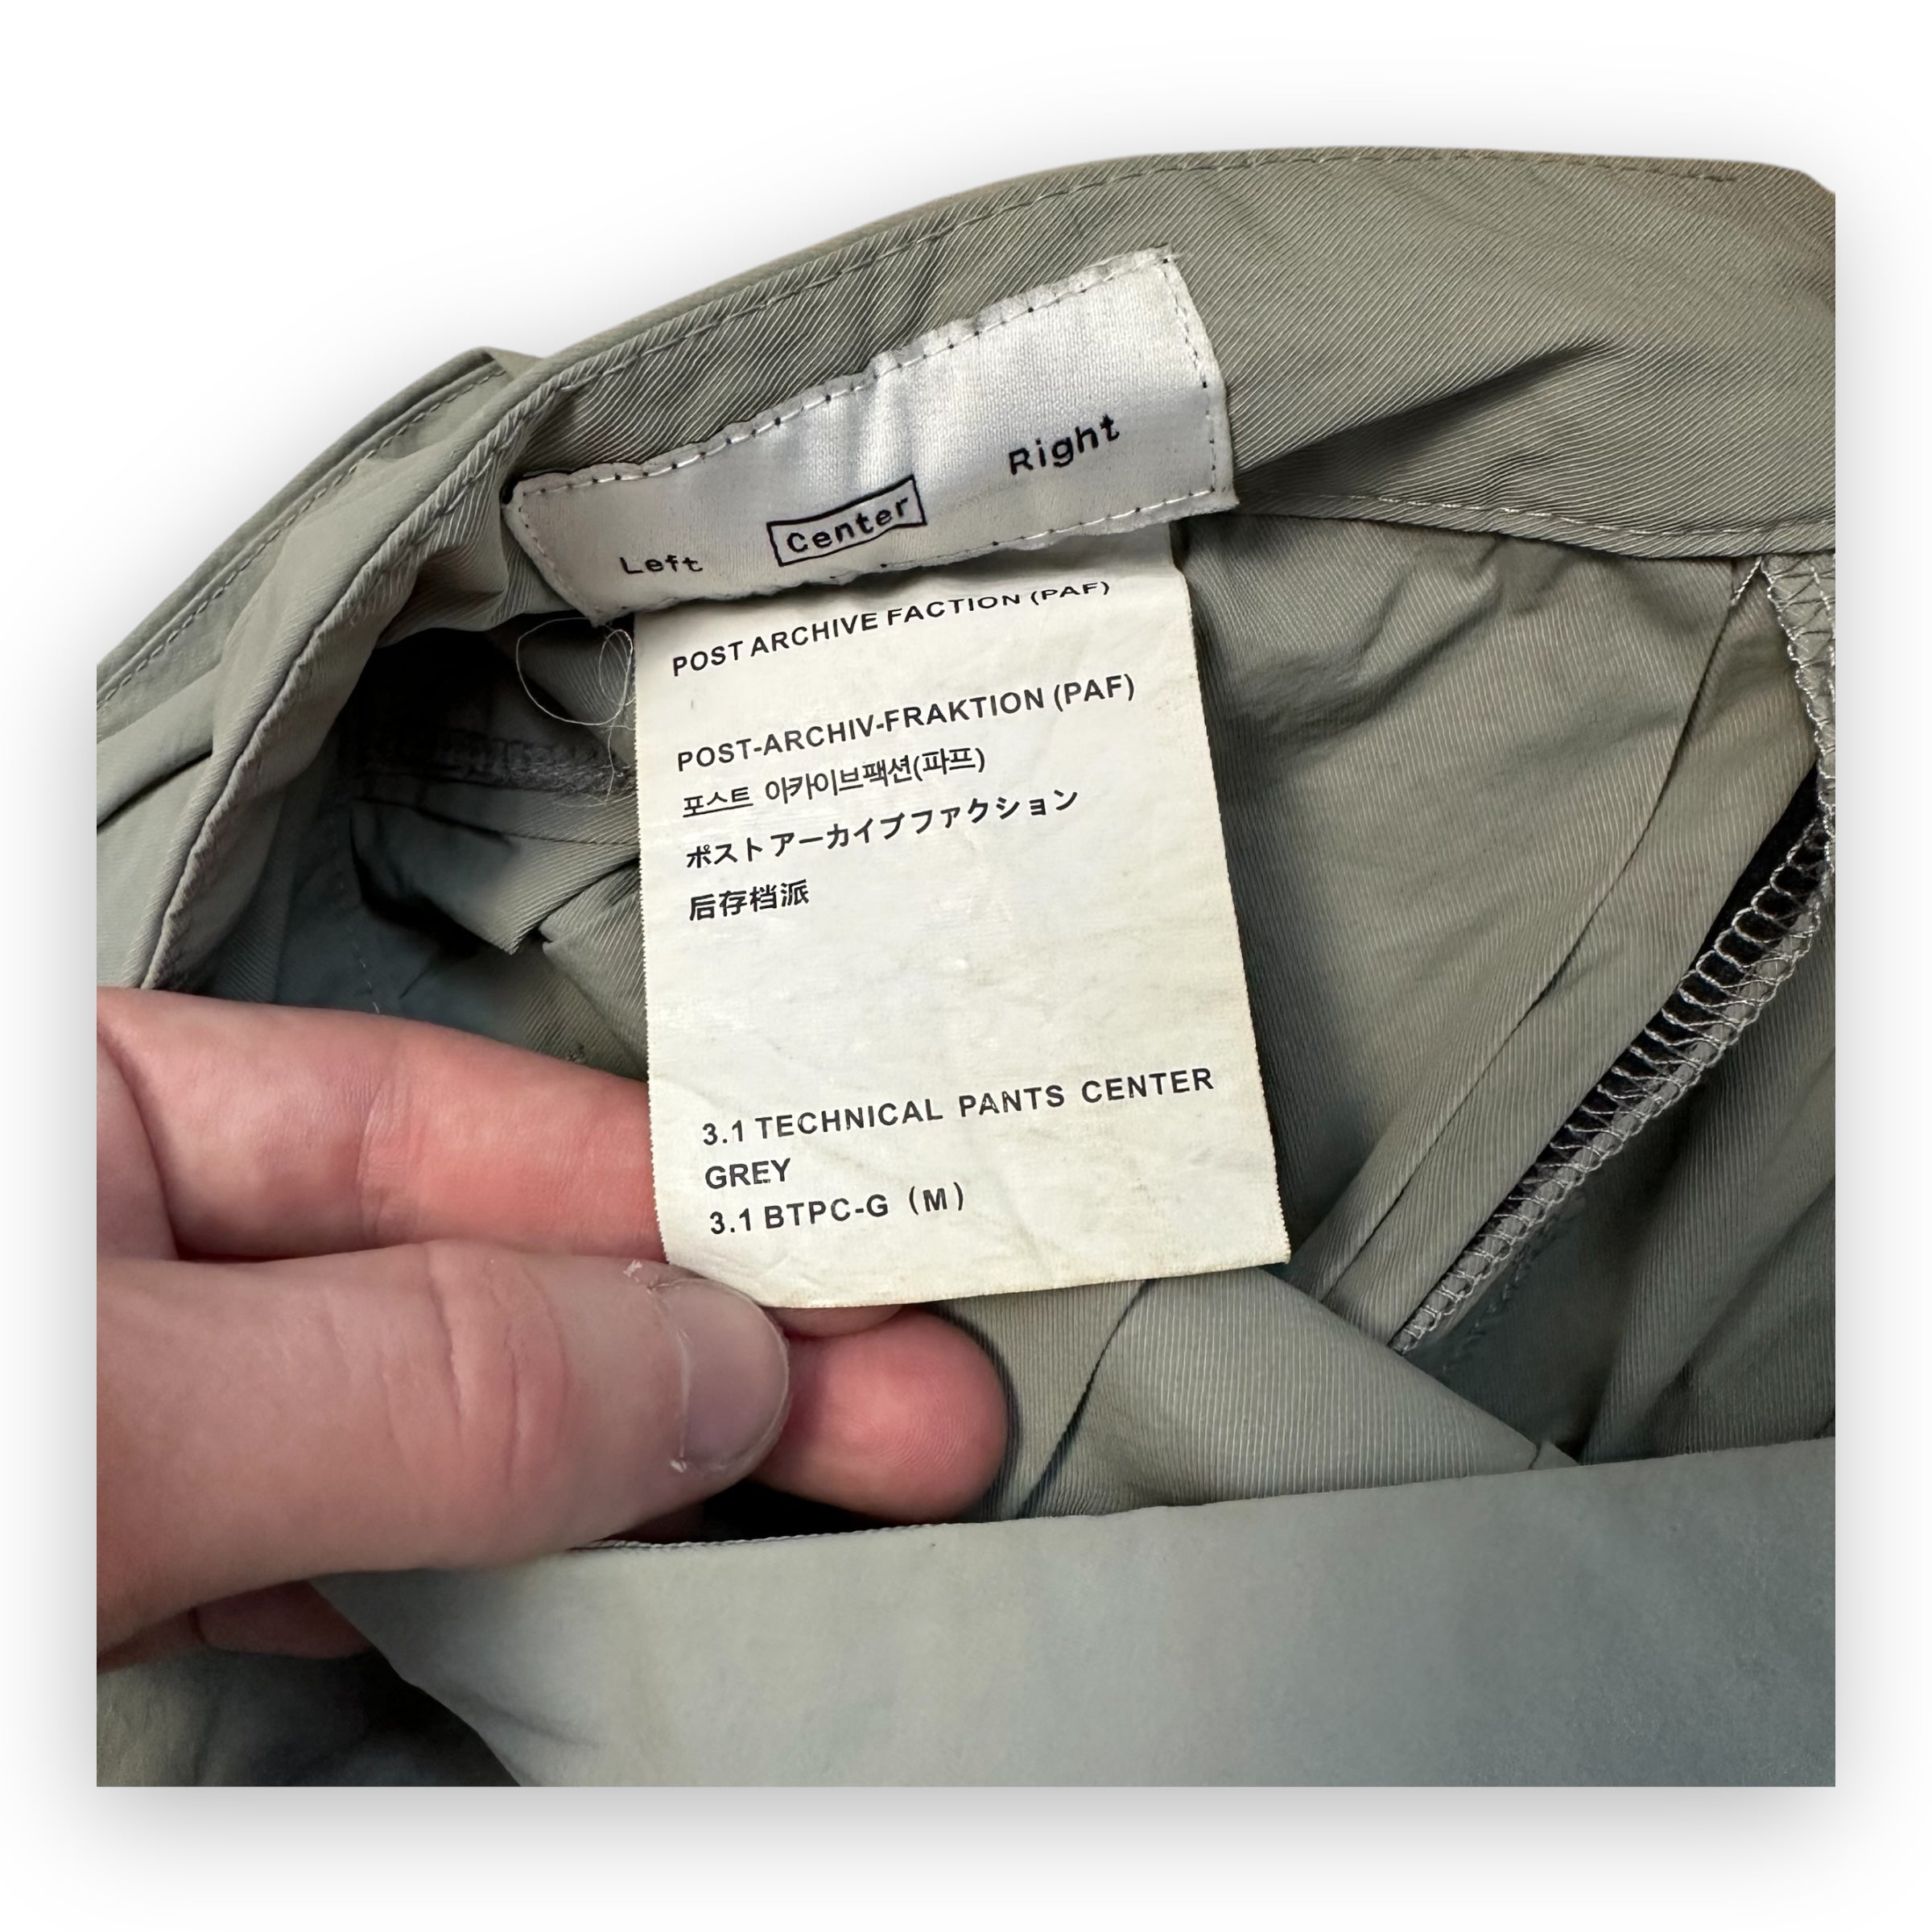 Left Center Right
POST ARCHIVE FACTION (PAF)
POST-ARCHIV-FRAKTION (PAF)
포스트 아카이브팩션(파프)
ポストアーカイブファクション
后存档派
3.1 TECHNICAL PANTS CENTER
GREY
3.1 BTPC-G (M)